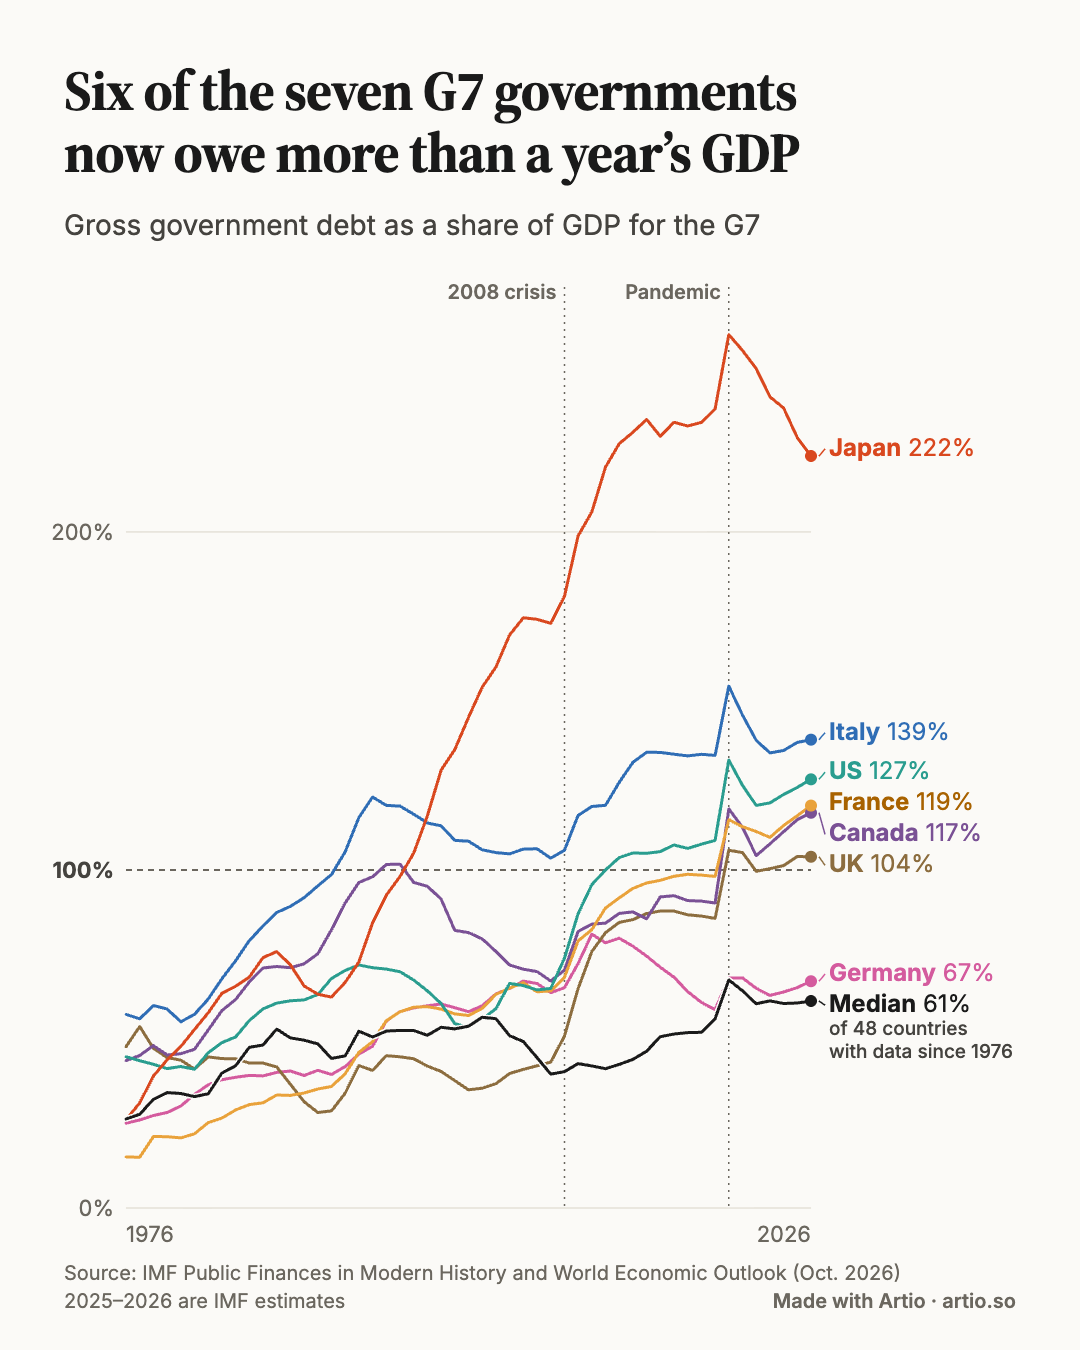 Six of the seven G7 governments
now owe more than a year’s GDP
Gross government debt as a share of GDP for the G7
2008 crisis
Pandemic
Japan 222%
200%
Italy 139%
US 127%
France 119%
Canada 117%
100%
UK 104%
Germany 67%
Median 61%
of 48 countries
with data since 1976
0%
1976
2026
Source: IMF Public Finances in Modern History and World Economic Outlook (Oct. 2026)
2025–2026 are IMF estimates
Made with Artio · artio.so